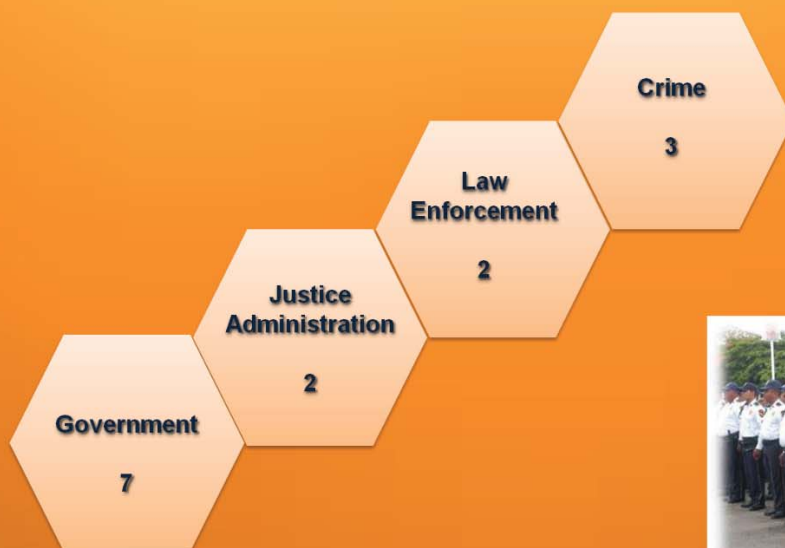 Crime
3
Law
Enforcement
2
Justice
Administration
2
Government
7